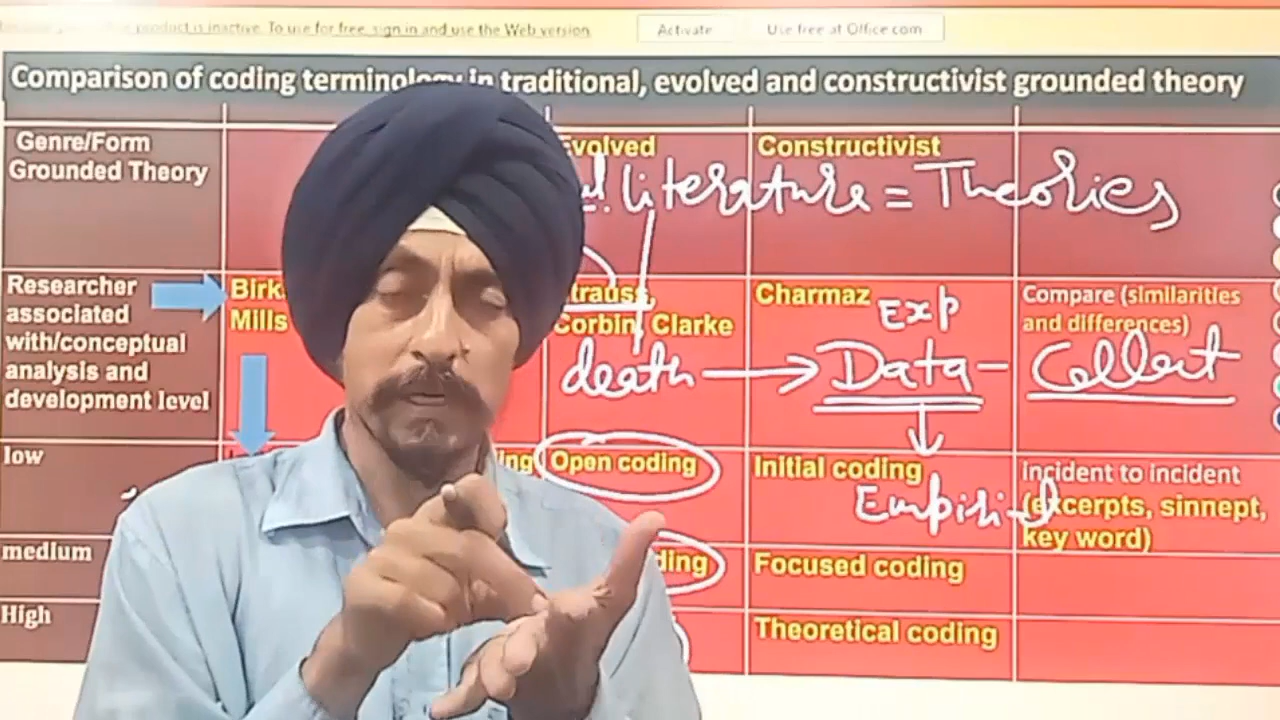 product is inactive. To use for free, sign in and use the Web version.
Activate
Use free at Office.com
Comparison of coding terminology in traditional, evolved and constructivist grounded theory
Genre/Form
Grounded Theory
Evolved
Constructivist
literature = Theories
Researcher
associated
with/conceptual
analysis and
development level
Mills
Strauss,
Corbin, Clarke
Charmaz
Exp
Compare (similarities
and differences)
death → Data - Collect
low
Open coding
Initial coding
Incident to incident
(excerpts, sinnept,
key word)
medium
Focused coding
High
Theoretical coding